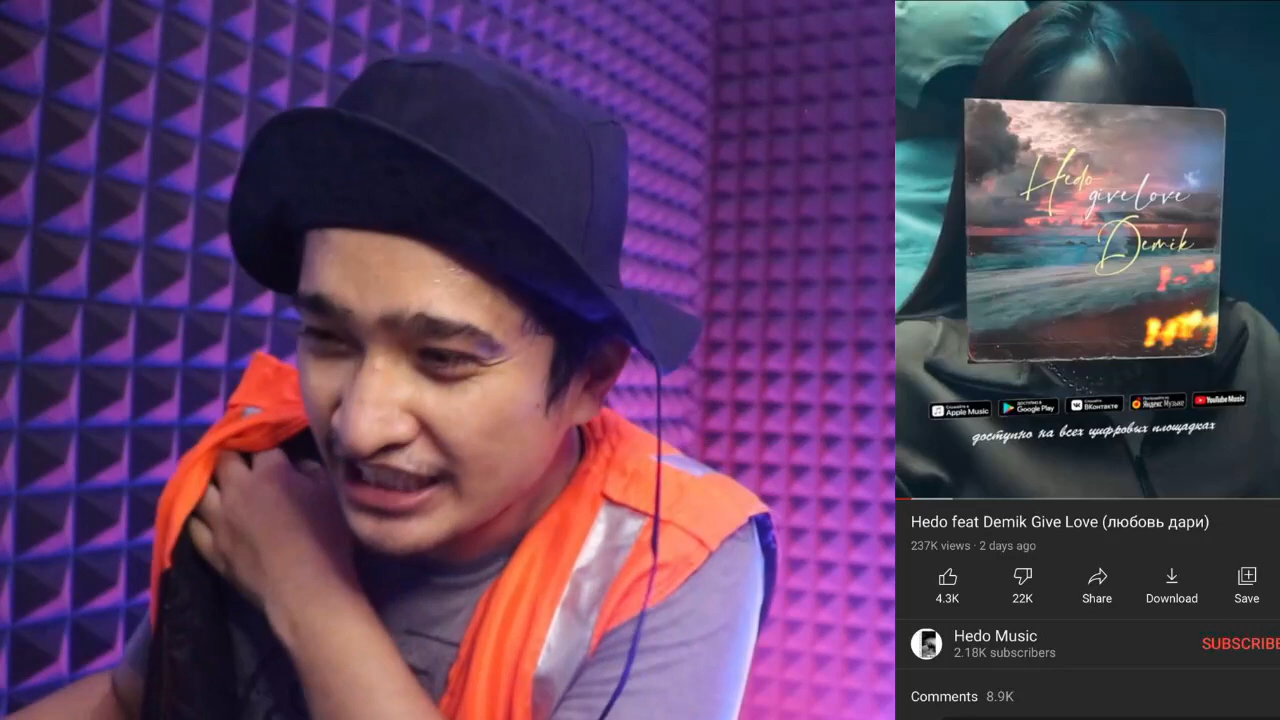 Hedo
give Love
Demik
Apple Music
Google Play
ВКонтакте
Яндекс Музыке
YouTube Music
доступно на всех цифровых площадках
Hedo feat Demik Give Love (любовь дари)
237K views · 2 days ago
4.3K
22K
Share
Download
Save
Hedo Music
SUBSCRIBE
2.18K subscribers
Comments 8.9K